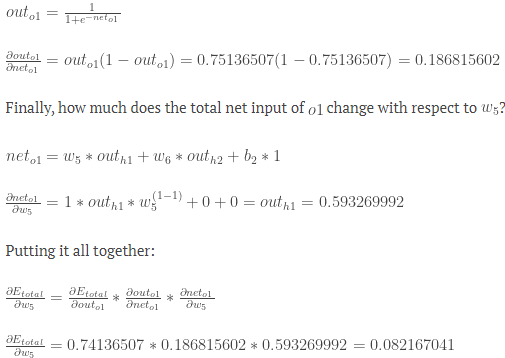 out_{o1} = \frac{1}{1+e^{-net_{o1}}}
\frac{\partial out_{o1}}{\partial net_{o1}} = out_{o1}(1 - out_{o1}) = 0.75136507(1 - 0.75136507) = 0.186815602
Finally, how much does the total net input of o1 change with respect to w_5?
net_{o1} = w_5 * out_{h1} + w_6 * out_{h2} + b_2 * 1
\frac{\partial net_{o1}}{\partial w_5} = 1 * out_{h1} * w_5^{(1-1)} + 0 + 0 = out_{h1} = 0.593269992
Putting it all together:
\frac{\partial E_{total}}{\partial w_5} = \frac{\partial E_{total}}{\partial out_{o1}} * \frac{\partial out_{o1}}{\partial net_{o1}} * \frac{\partial net_{o1}}{\partial w_5}
\frac{\partial E_{total}}{\partial w_5} = 0.74136507 * 0.186815602 * 0.593269992 = 0.082167041